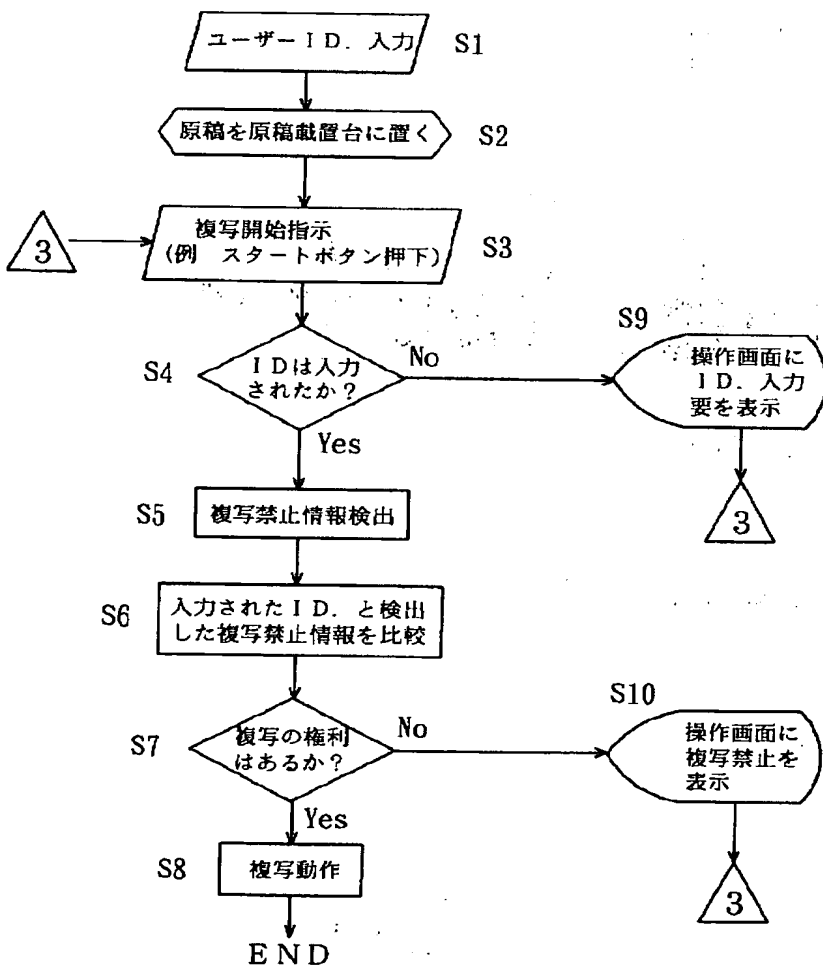 ユーザーID. 入力
S1
原稿を原稿載置台に置く
S2
3
複写開始指示
(例 スタートボタン押下)
S3
S4
IDは入力
されたか?
No
S9
操作画面に
ID. 入力
要を表示
3
Yes
S5
複写禁止情報検出
S6
入力されたID. と検出
した複写禁止情報を比較
S7
複写の権利
はあるか?
No
S10
操作画面に
複写禁止を
表示
3
Yes
S8
複写動作
END